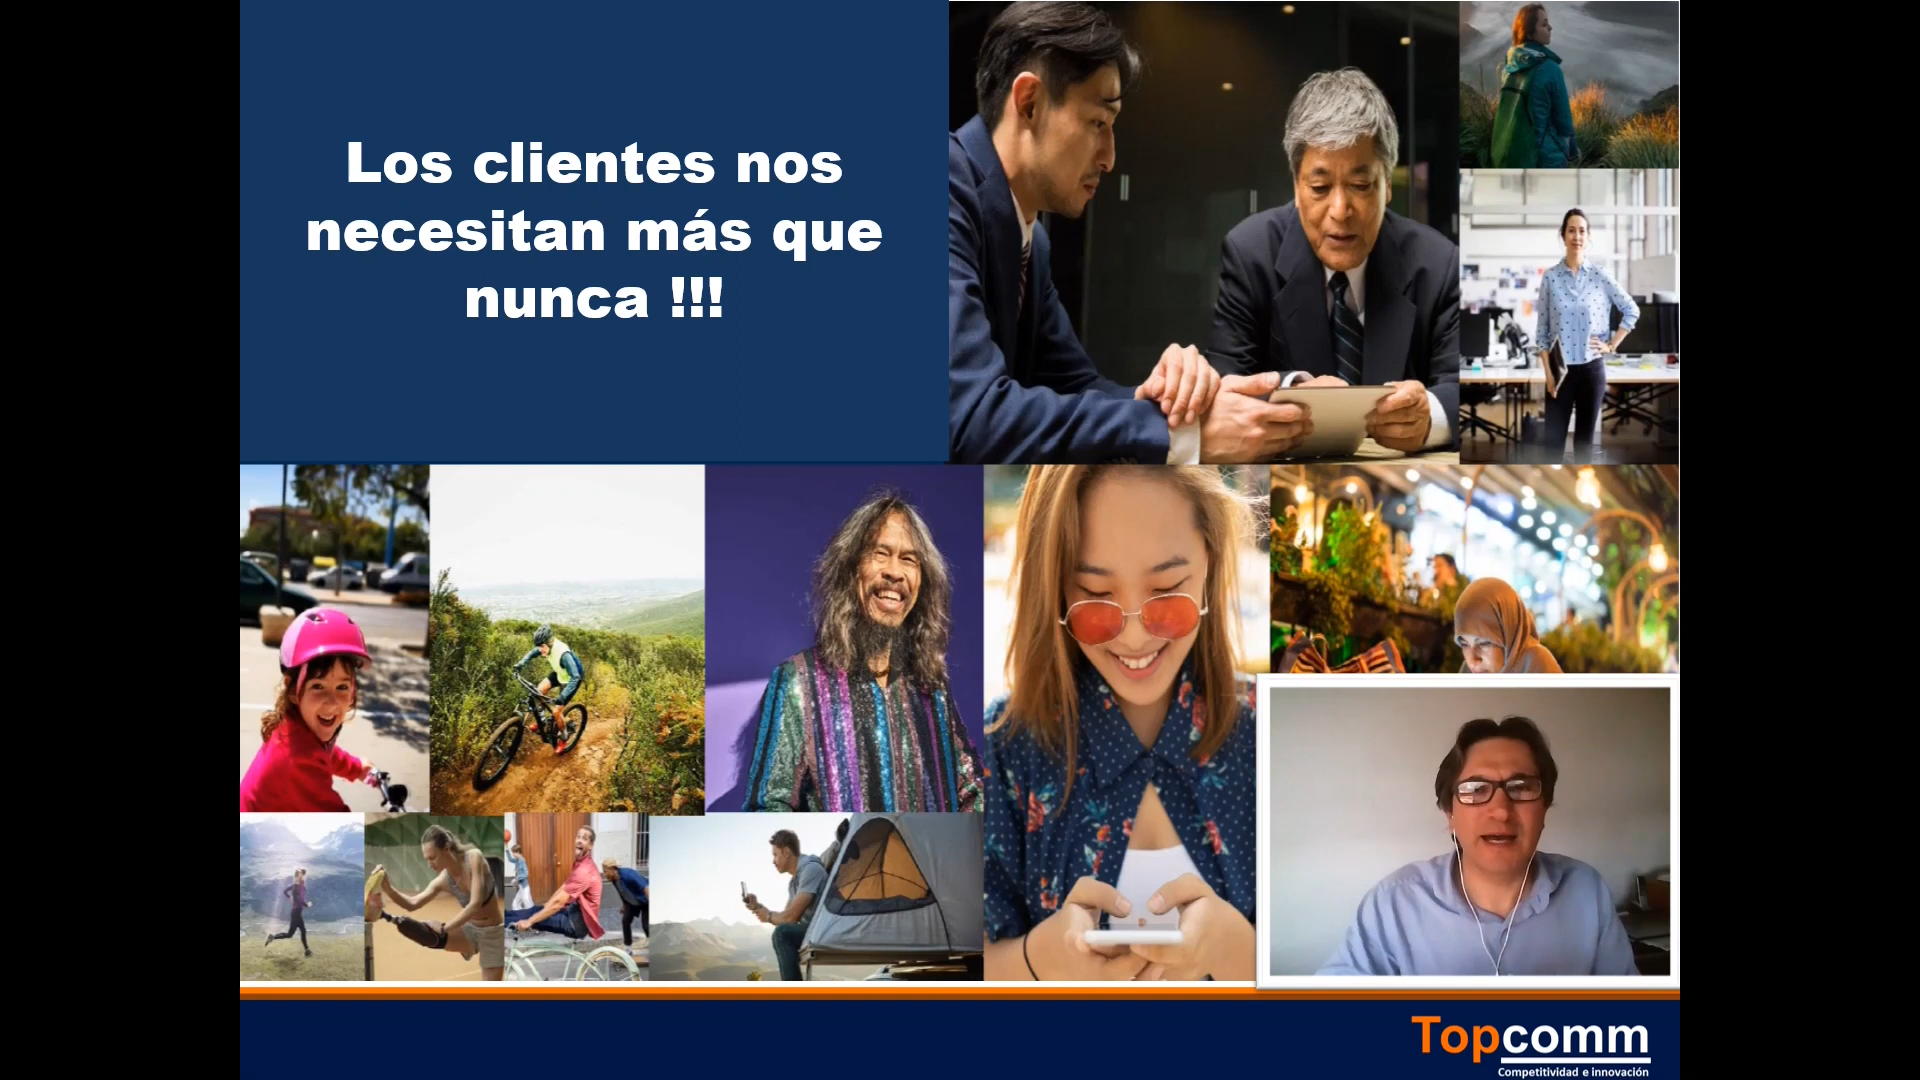 Los clientes nos
necesitan más que
nunca !!!
Topcomm
Competitividad e innovación